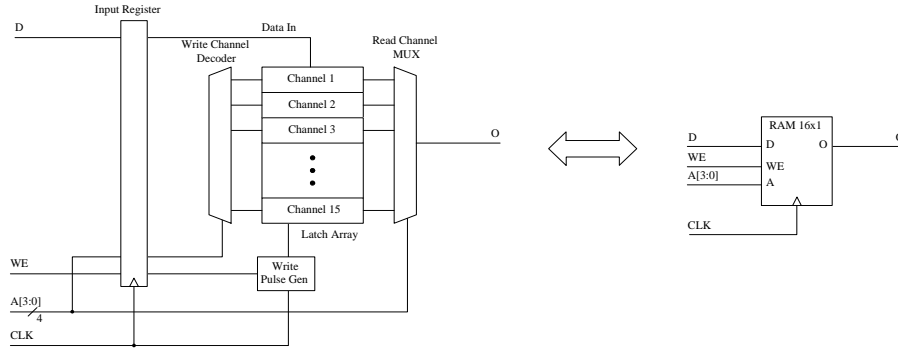 Input Register
D
Data In
Write Channel
Decoder
Read Channel
MUX
Channel 1
Channel 2
Channel 3
Channel 15
Latch Array
O
WE
Write
Pulse Gen
A[3:0]
4
CLK
RAM 16x1
D
D
O
O
WE
WE
A[3:0]
A
CLK